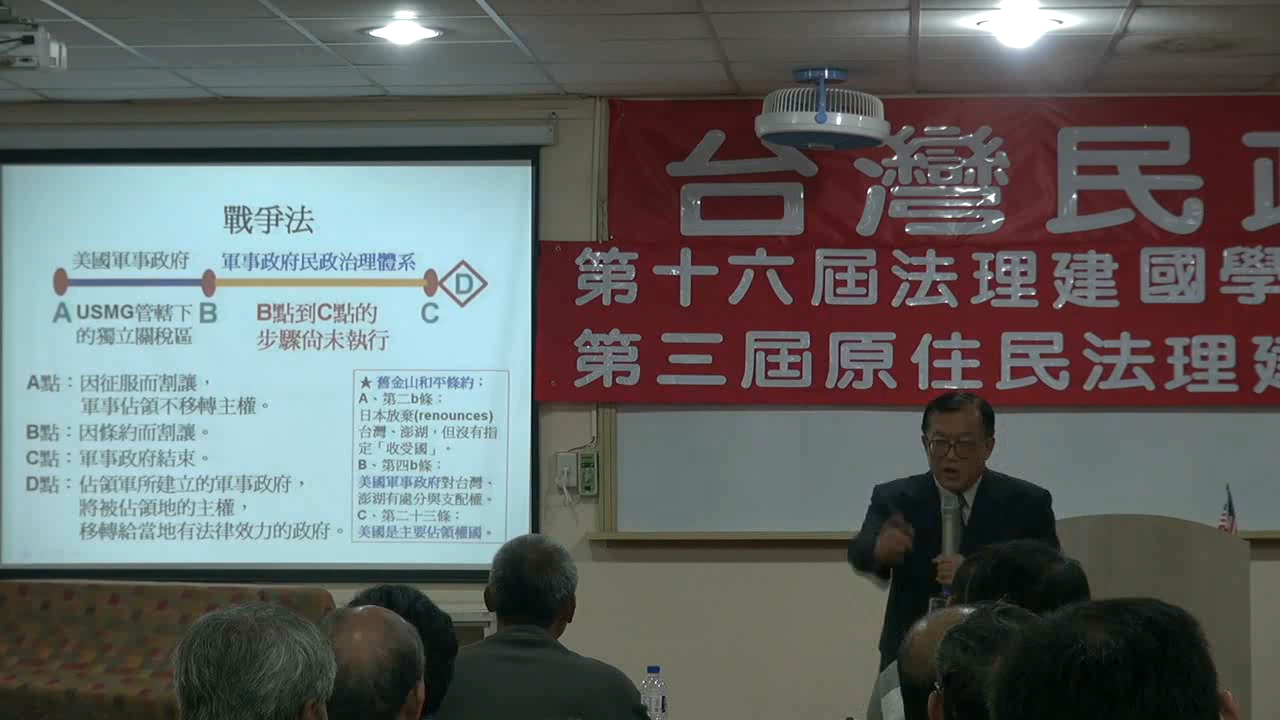 戰爭法
美國軍事政府
軍事政府民政治理體系
D
A USMG管轄下 B
的獨立關稅區
B點到C點的 C
步驟尙未執行
A點：因征服而割讓，
軍事佔領不移轉主權。
B點：因條約而割讓。
C點：軍事政府結束。
D點：佔領軍所建立的軍事政府，
將被佔領地的主權，
移轉給當地有法律效力的政府。
★ 舊金山和平條約；
A、第二b條：
日本放棄(renounces)
台灣、澎湖，但沒有指
定「收受國」。
B、第四b條：
美國軍事政府對台灣、
澎湖有處分與支配權。
C、第二十三條：
美國是主要佔領權國。
台灣民政
第十六屆法理建國學
第三屆原住民法理建